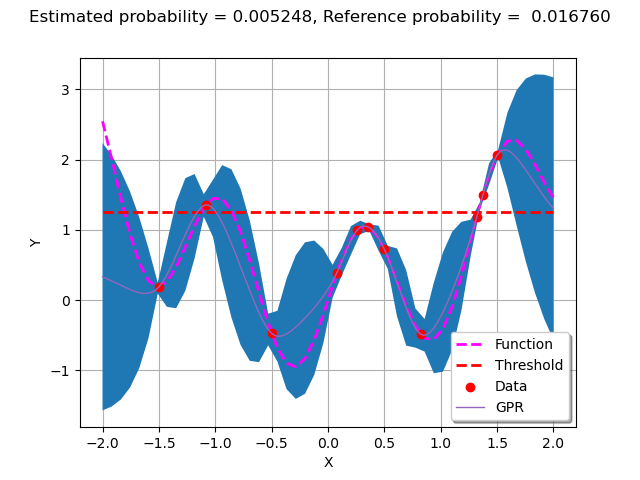 Estimated probability = 0.005248, Reference probability =  0.016760
3
2
1
0
−1
Y
−2.0 −1.5 −1.0 −0.5 0.0 0.5 1.0 1.5 2.0
X
Function
Threshold
Data
GPR